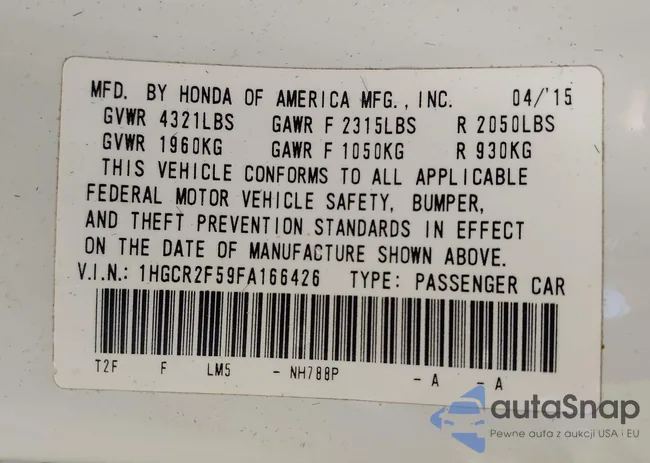 MFD. BY HONDA OF AMERICA MFG., INC. 04/'15
GVWR 4321LBS GAWR F 2315LBS R 2050LBS
GVWR 1960KG GAWR F 1050KG R 930KG
THIS VEHICLE CONFORMS TO ALL APPLICABLE
FEDERAL MOTOR VEHICLE SAFETY, BUMPER,
AND THEFT PREVENTION STANDARDS IN EFFECT
ON THE DATE OF MANUFACTURE SHOWN ABOVE.
V.I.N.: 1HGCR2F59FA166426 TYPE: PASSENGER CAR
T2F F LM5 - NH788P - A - A
autaSnap
Pewne auta z aukcji USA i EU